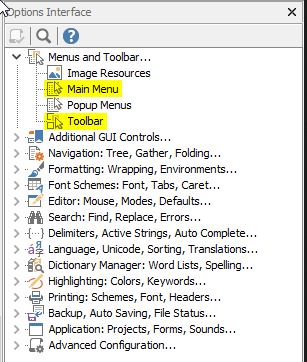 Options Interface
Menus and Toolbar...
Image Resources
Main Menu
Popup Menus
Toolbar
Additional GUI Controls...
Navigation: Tree, Gather, Folding...
Formatting: Wrapping, Environments...
Font Schemes: Font, Tabs, Caret...
Editor: Mouse, Modes, Defaults...
Search: Find, Replace, Errors...
Delimiters, Active Strings, Auto Complete...
Language, Unicode, Sorting, Translations...
Dictionary Manager: Word Lists, Spelling...
Highlighting: Colors, Keywords...
Printing: Schemes, Font, Headers...
Backup, Auto Saving, File Status...
Application: Projects, Forms, Sounds...
Advanced Configuration...